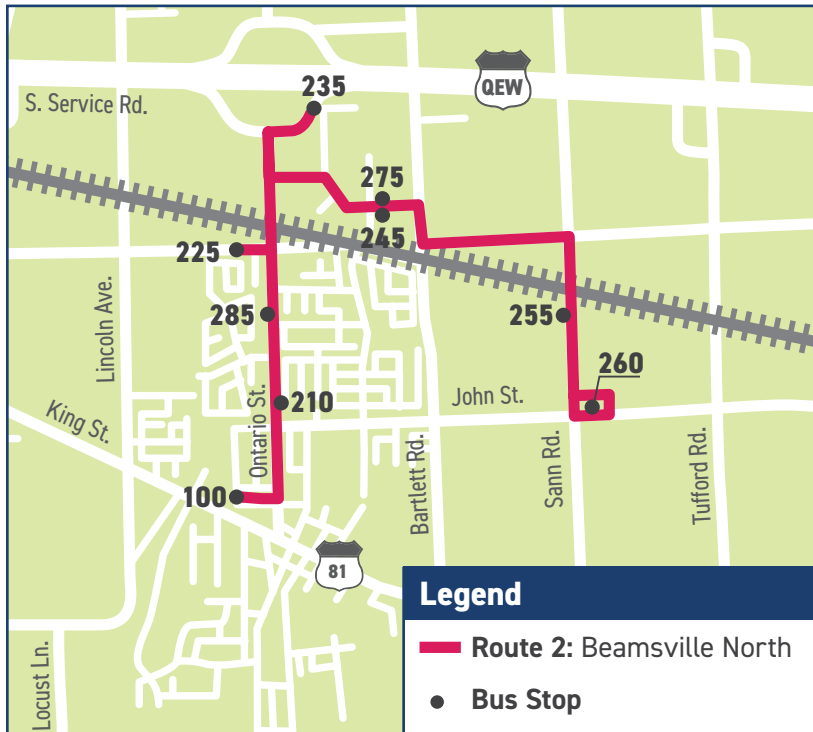 QEW
235
S. Service Rd.
275
245
225
285
255
260
Lincoln Ave.
210
John St.
King St.
Ontario St.
Bartlett Rd.
Sann Rd.
Tufford Rd.
100
81
Locust Ln.
Legend
Route 2: Beamsville North
Bus Stop